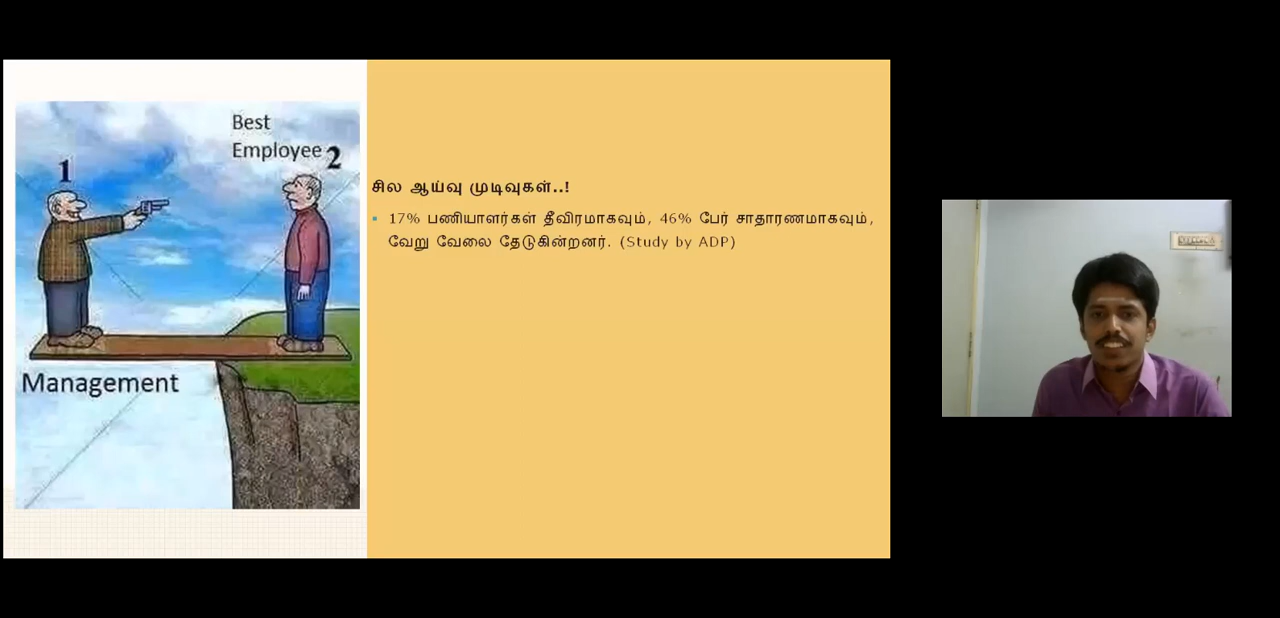 Best
Employee
1
2
Management
சில ஆய்வு முடிவுகள்..!
17% பணியாளர்கள் தீவிரமாகவும், 46% பேர் சாதாரணமாகவும்,
வேறு வேலை தேடுகின்றனர். (Study by ADP)